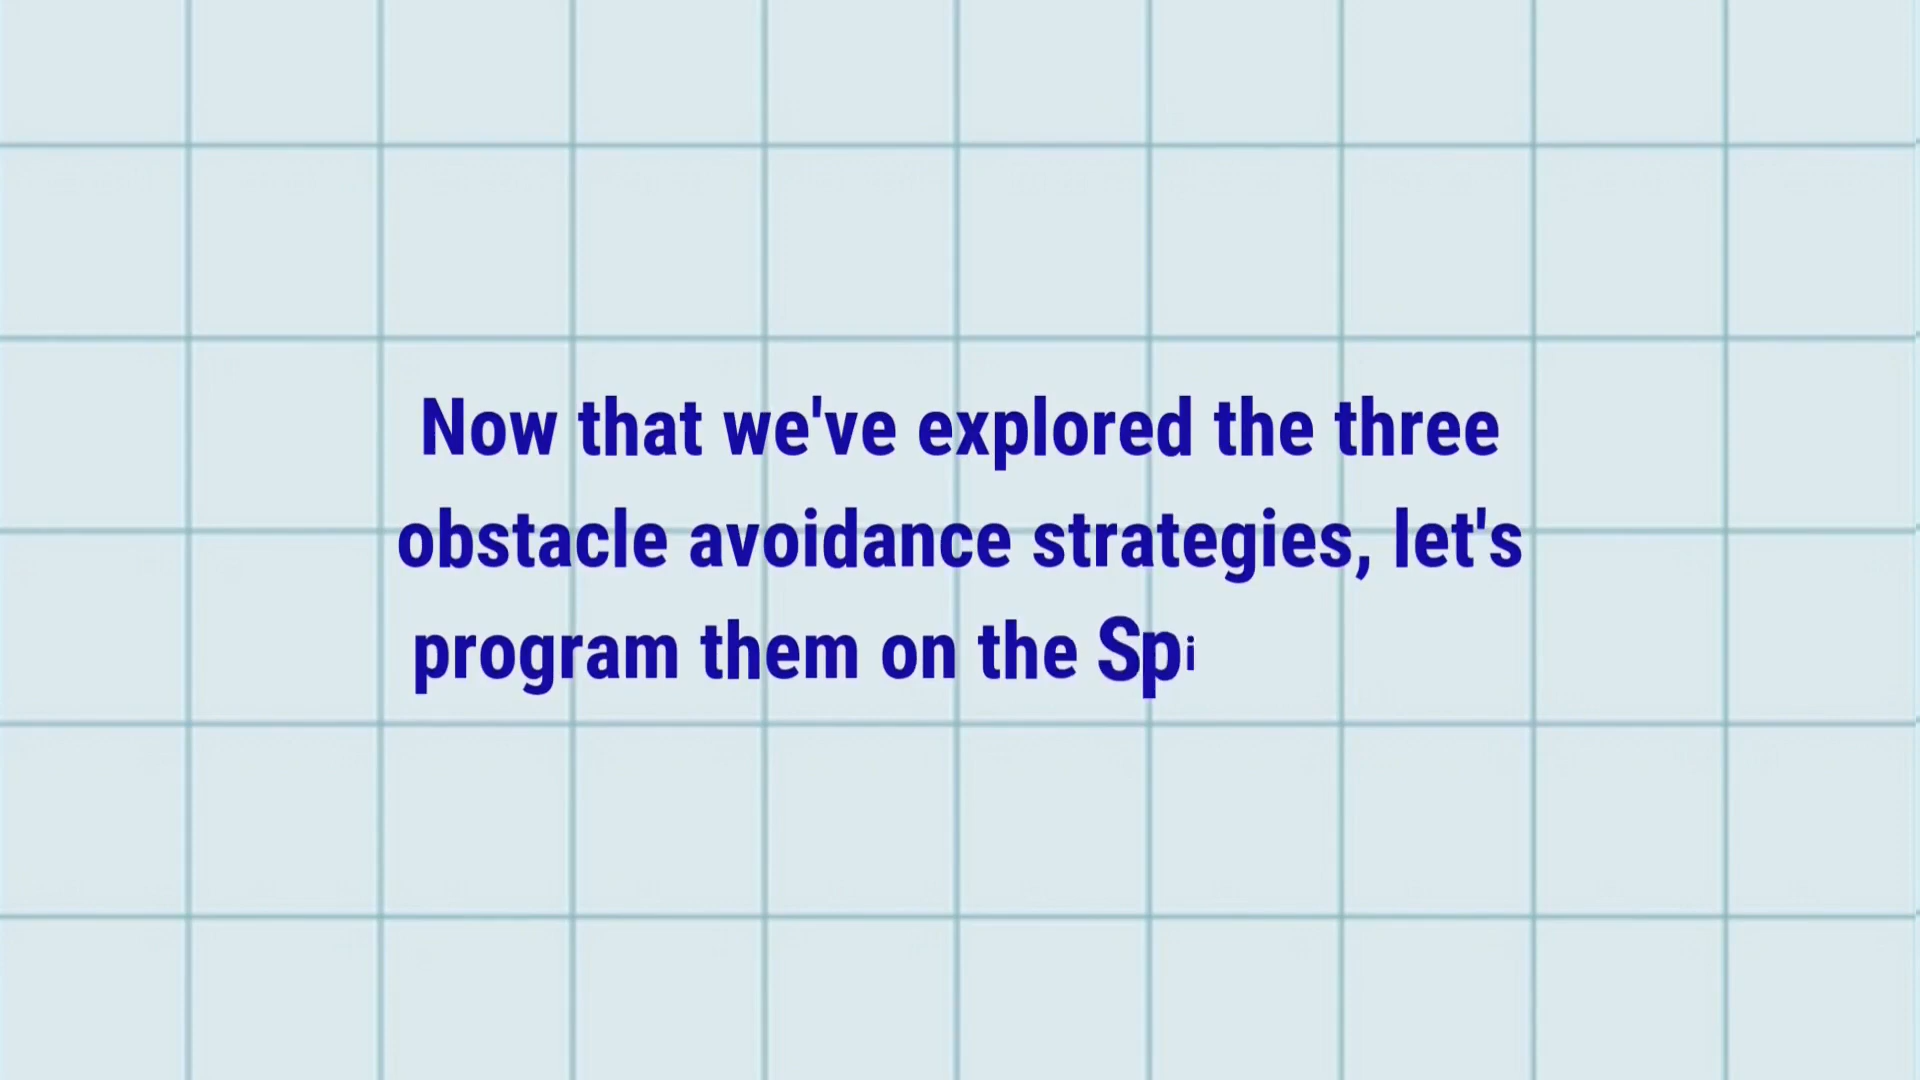 Now that we've explored the three
obstacle avoidance strategies, let's
program them on the Spi